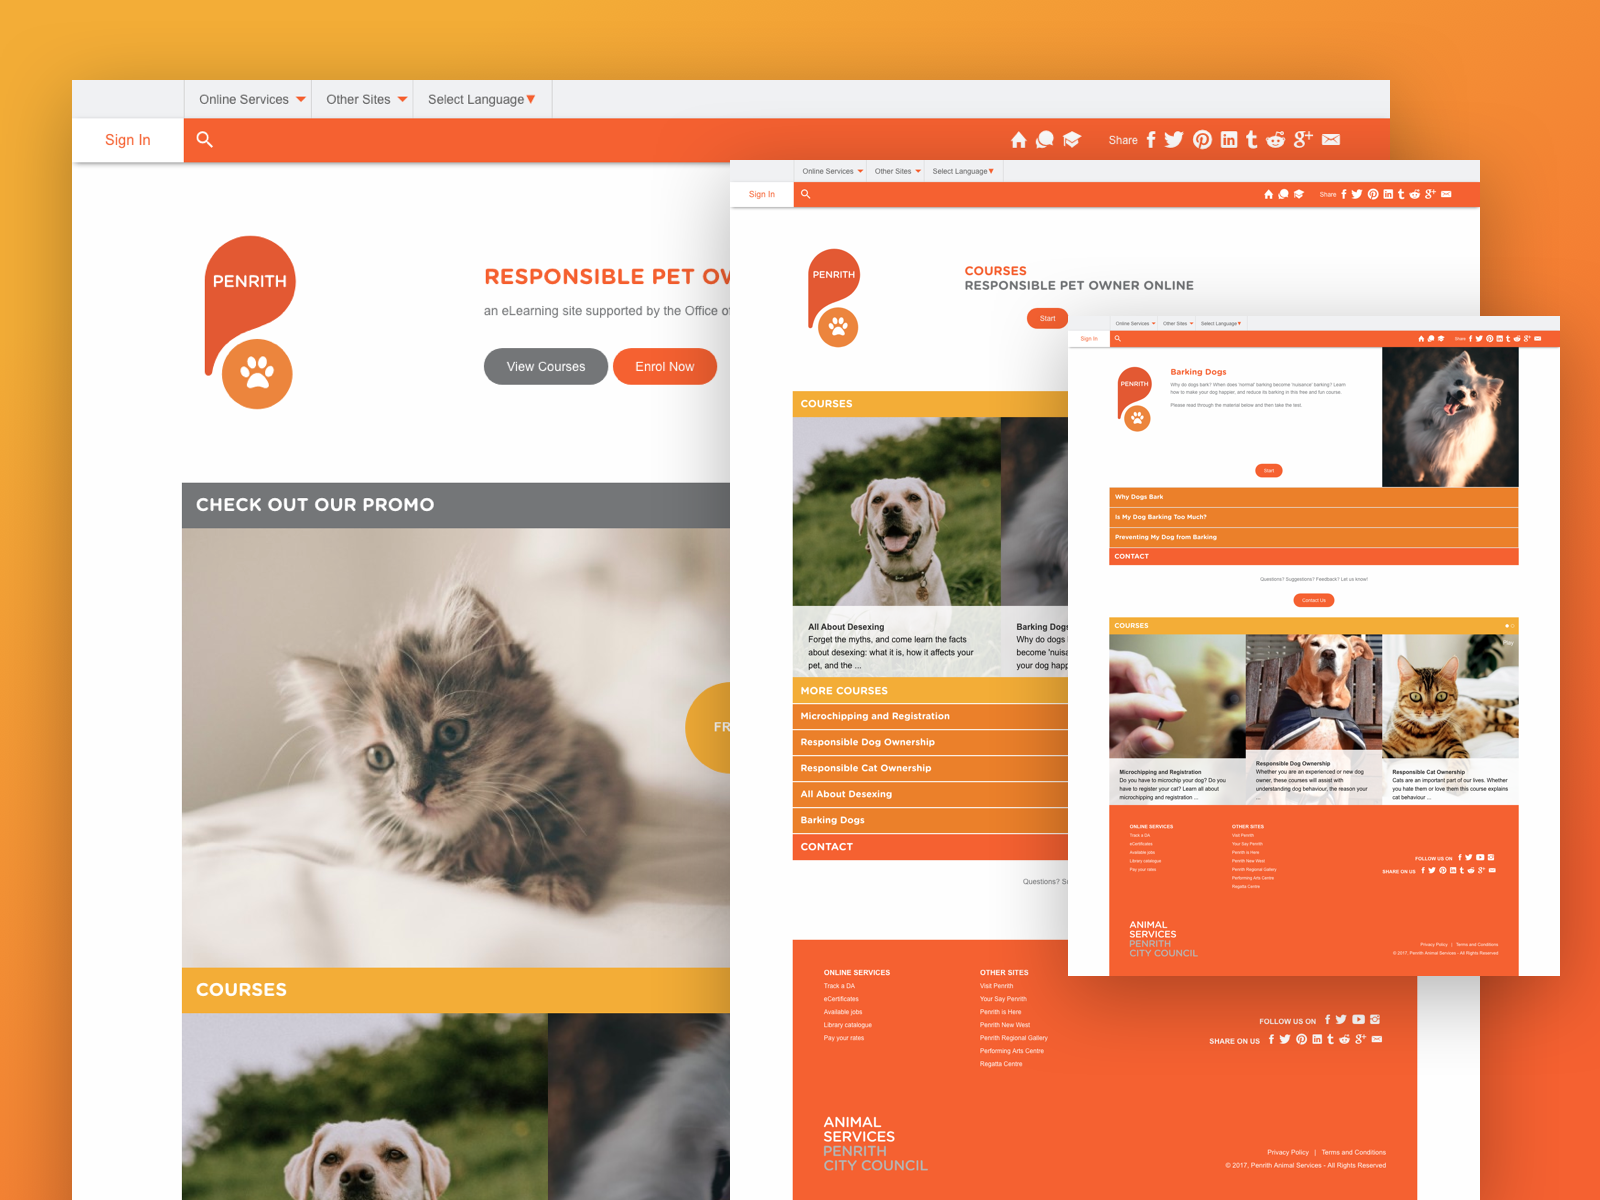 Online Services
Other Sites
Select Language
Sign In
Share
PENRITH
RESPONSIBLE PET
an eLearning site supported by the Office
View Courses
Enrol Now
CHECK OUT OUR PROMO
FR
COURSES
Online Services
Other Sites
Select Language
Sign In
Share
PENRITH
COURSES
RESPONSIBLE PET OWNER ONLINE
Start
COURSES
All About Desexing
Forget the myths, and come learn the facts
about desexing: what it is, how it affects your
pet, and the ...
Barking Dogs
Why do dogs
become 'nuisa
your dog happ
MORE COURSES
Microchipping and Registration
Responsible Dog Ownership
Responsible Cat Ownership
All About Desexing
Barking Dogs
CONTACT
Questions?
ONLINE SERVICES
Track a DA
eCertificates
Available jobs
Library catalogue
Pay your rates
OTHER SITES
Visit Penrith
Your Say Penrith
Penrith is Here
Penrith New West
Penrith Regional Gallery
Performing Arts Centre
Regatta Centre
FOLLOW US ON
SHARE ON US
ANIMAL
SERVICES
PENRITH
CITY COUNCIL
Privacy Policy | Terms and Conditions
© 2017, Penrith Animal Services - All Rights Reserved
Online Services
Other Sites
Select Language
Sign In
Share
PENRITH
Barking Dogs
Why do dogs bark? When does 'normal' barking become 'nuisance' barking? Learn
how to make your dog happier, and reduce its barking in this free and fun course.
Please read through the material below and then take the test.
Start
Why Dogs Bark
Is My Dog Barking Too Much?
Preventing My Dog from Barking
CONTACT
Questions? Suggestions? Feedback? Let us know!
Contact Us
COURSES
Microchipping and Registration
Do you have to microchip your dog? Do you
have to register your cat? Learn all about
microchipping and registration ...
Responsible Dog Ownership
Whether you are an experienced or new dog
owner, these courses will assist with
understanding dog behaviour, the reason your
...
Responsible Cat Ownership
Cats are an important part of our lives. Whether
you hate them or love them this course explains
cat behaviour ...
ONLINE SERVICES
Track a DA
eCertificates
Available jobs
Library catalogue
Pay your rates
OTHER SITES
Visit Penrith
Your Say Penrith
Penrith is Here
Penrith New West
Penrith Regional Gallery
Performing Arts Centre
Regatta Centre
FOLLOW US ON
SHARE ON US
ANIMAL
SERVICES
PENRITH
CITY COUNCIL
Privacy Policy | Terms and Conditions
© 2017, Penrith Animal Services - All Rights Reserved